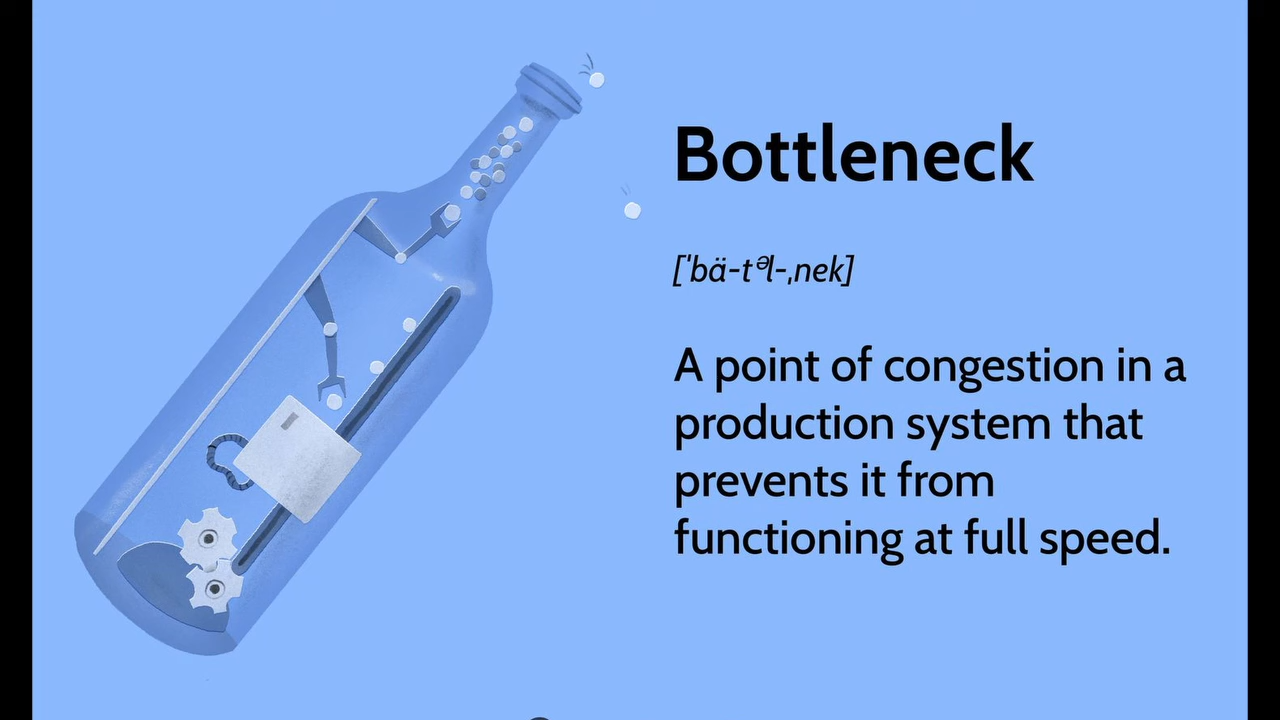 Bottleneck
[ˈbä-tᵊl-ˌnek]
A point of congestion in a
production system that
prevents it from
functioning at full speed.